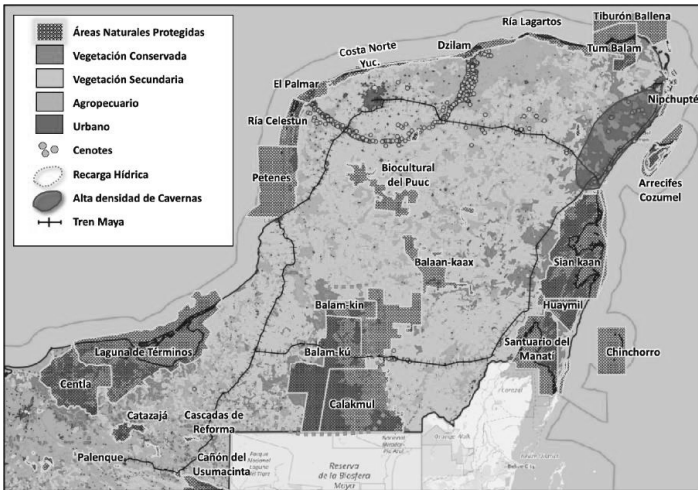 Áreas Naturales Protegidas
Vegetación Conservada
Vegetación Secundaria
Agropecuario
Urbano
Cenotes
Recarga Hídrica
Alta densidad de Cavernas
Tren Maya
Tiburón Ballena
Ría Lagartos
Tum Balam
Dzilam
Costa Norte
Yuc.
El Palmar
Nipchupté
Ría Celestún
Petenes
Biocultural
del Puuc
Arrecifes
Cozumel
Balaan-kaax
Sian kaan
Balam-kin
Huaymil
Laguna de Términos
Balam-kú
Santuario del
Manatí
Chinchorro
Centla
Calakmul
Catazajá
Cascadas de
Reforma
Palenque
Cañón del
Usumacinta
Reserva
de la Biosfera
Maya